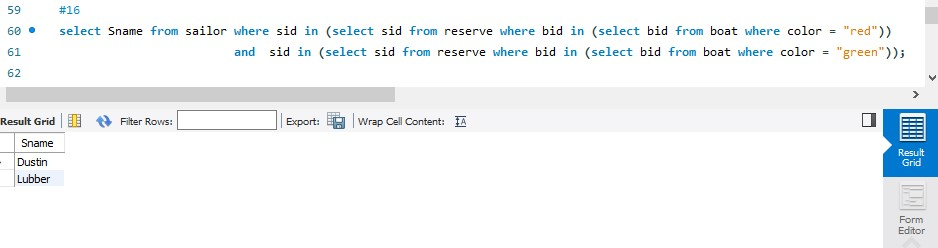 59 #16
60 select Sname from sailor where sid in (select sid from reserve where bid in (select bid from boat where color = "red"))
61 and sid in (select sid from reserve where bid in (select bid from boat where color = "green"));
62
Result Grid Filter Rows: Export: Wrap Cell Content: IA
Sname
Dustin
Lubber
Result
Grid
Form
Editor